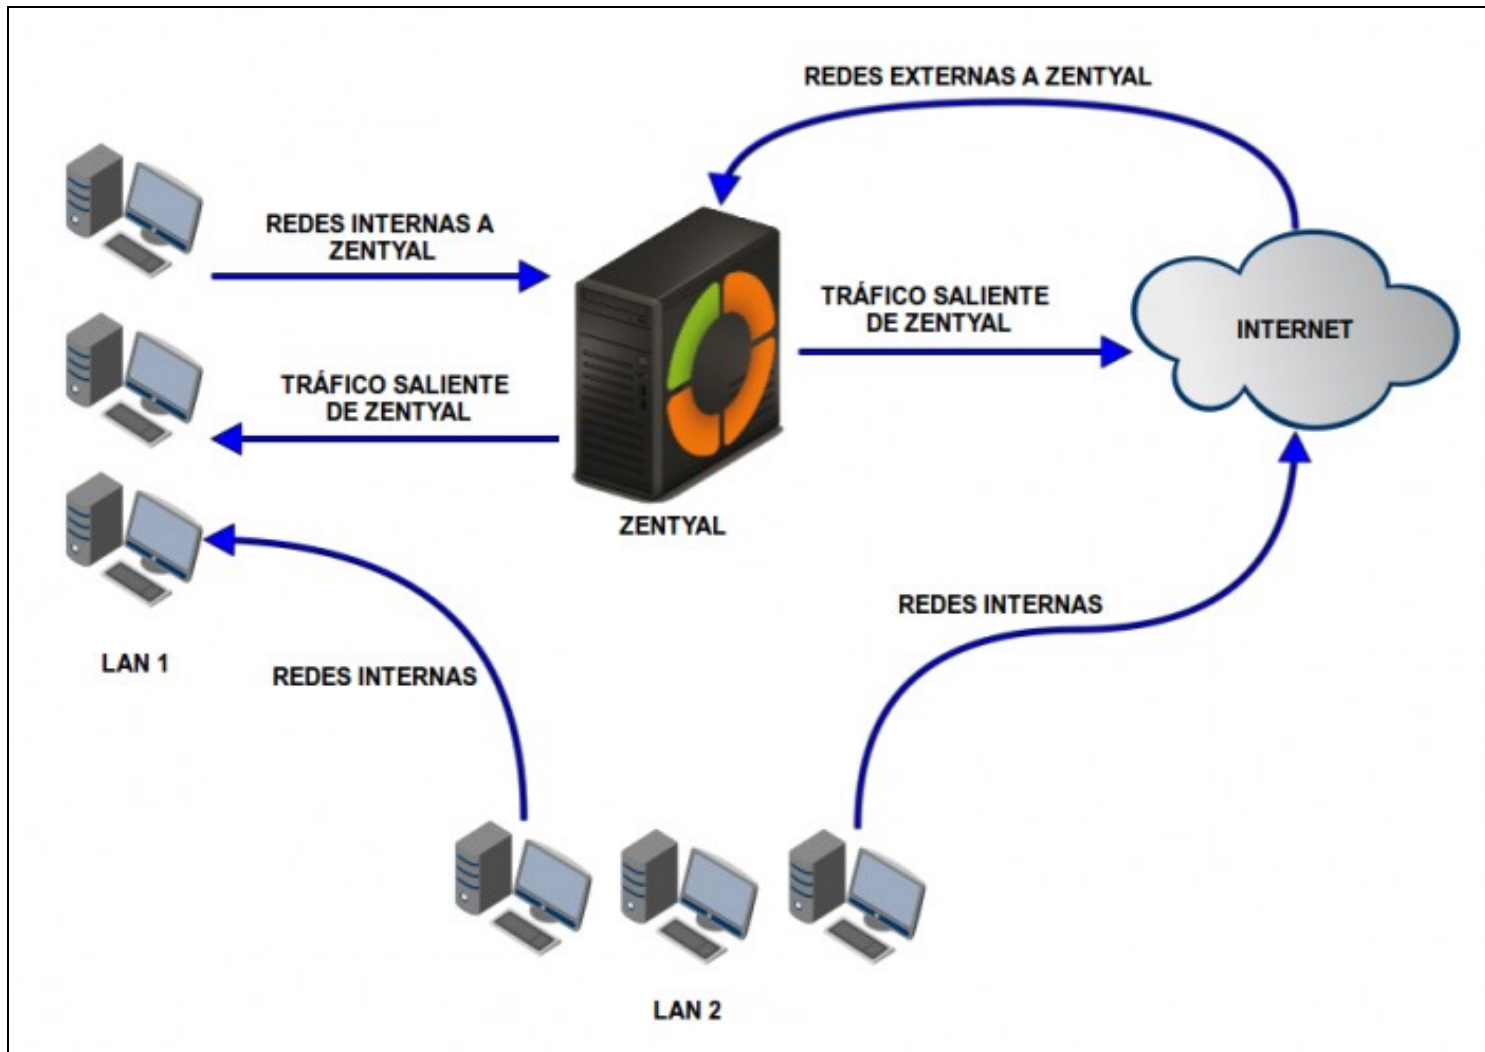 REDES EXTERNAS A ZENTYAL
REDES INTERNAS A
ZENTYAL
TRÁFICO SALIENTE
DE ZENTYAL
INTERNET
TRÁFICO SALIENTE
DE ZENTYAL
ZENTYAL
REDES INTERNAS
LAN 1
REDES INTERNAS
LAN 2